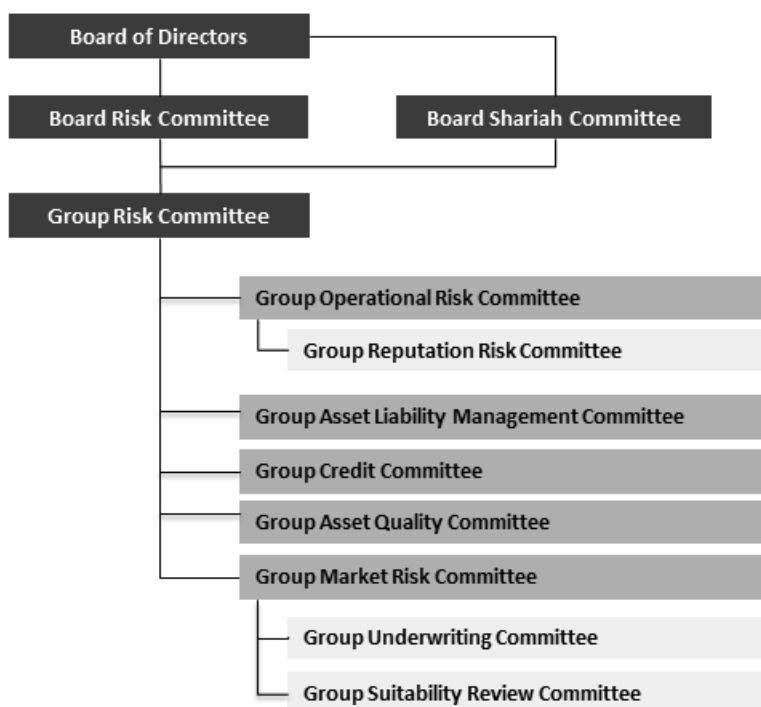 Board of Directors
Board Risk Committee
Board Shariah Committee
Group Risk Committee
Group Operational Risk Committee
Group Reputation Risk Committee
Group Asset Liability Management Committee
Group Credit Committee
Group Asset Quality Committee
Group Market Risk Committee
Group Underwriting Committee
Group Suitability Review Committee